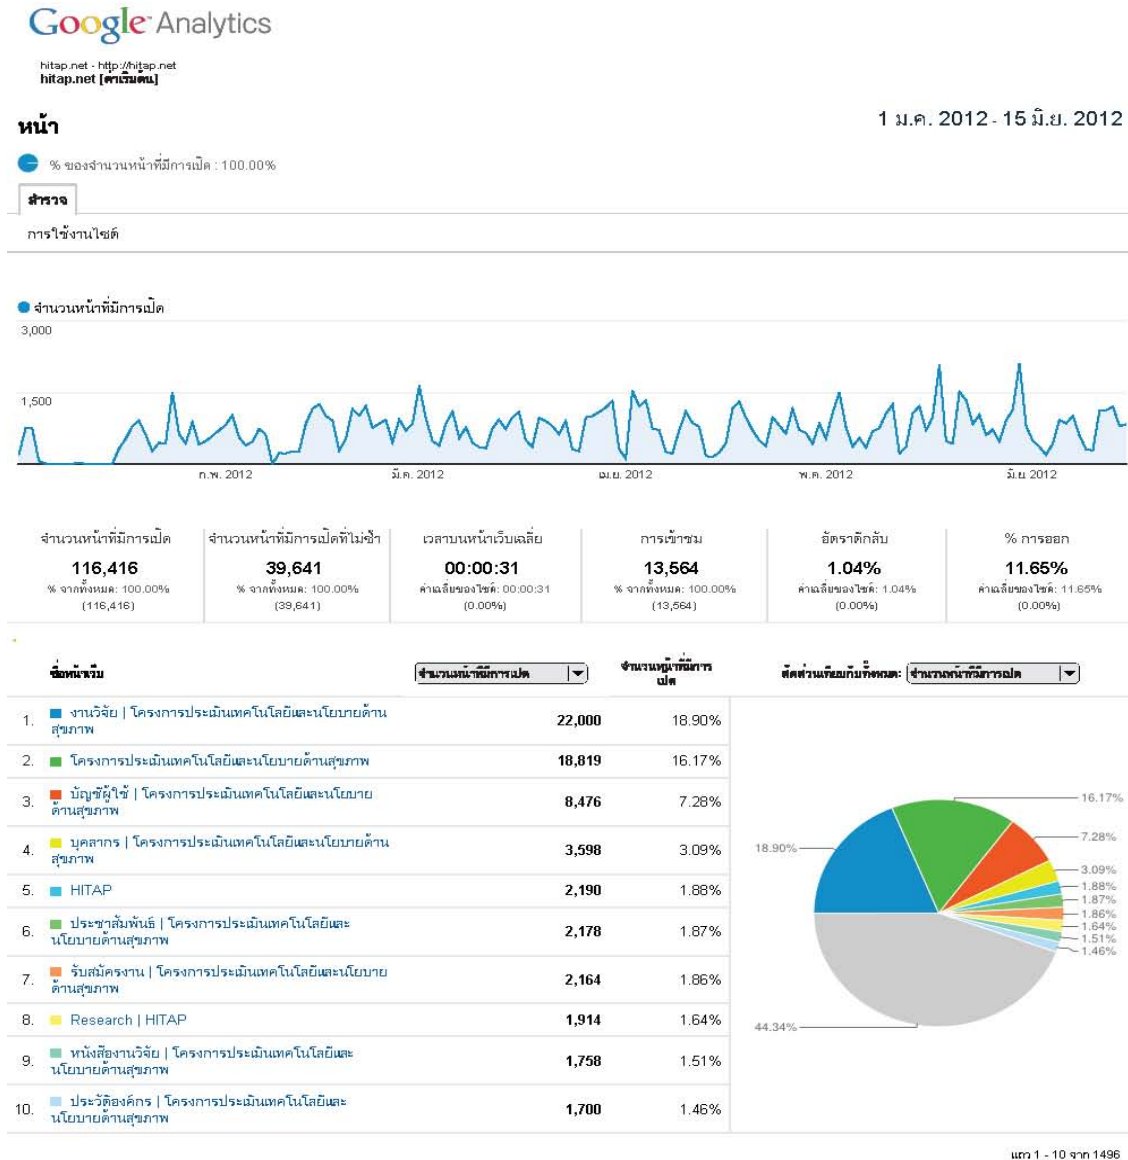 Google Analytics
hitap.net - http://hitap.net
hitap.net [ค่าเริ่มต้น]
หน้า
1 ม.ค. 2012 - 15 มิ.ย. 2012
% ของจำนวนหน้าที่มีการเปิด : 100.00%
สำรวจ
การใช้งานไซต์
จำนวนหน้าที่มีการเปิด
3,000
1,500
ก.พ. 2012 มี.ค. 2012 เม.ย. 2012 พ.ค. 2012 มิ.ย 2012
จำนวนหน้าที่มีการเปิด จำนวนหน้าที่มีการเปิดที่ไม่ซ้ำ เวลาบนหน้าเว็บเฉลี่ย การเข้าชม อัตราตีกลับ % การออก
116,416 39,641 00:00:31 13,564 1.04% 11.65%
% จากทั้งหมด: 100.00% % จากทั้งหมด: 100.00% ค่าเฉลี่ยของไซต์: 00:00:31 % จากทั้งหมด: 100.00% ค่าเฉลี่ยของไซต์: 1.04% ค่าเฉลี่ยของไซต์: 11.65%
(116,416) (39,641) (0.00%) (13,564) (0.00%) (0.00%)
ชื่อหน้าเว็บ จำนวนหน้าที่มีการเปิด จำนวนหน้าที่มีการ
เปิด
สัดส่วนเทียบกับทั้งหมด: จำนวนหน้าที่มีการเปิด
1. งานวิจัย | โครงการประเมินเทคโนโลยีและนโยบายด้าน
สุขภาพ
22,000 18.90%
2. โครงการประเมินเทคโนโลยีและนโยบายด้านสุขภาพ 18,819 16.17%
3. บัญชีผู้ใช้ | โครงการประเมินเทคโนโลยีและนโยบาย
ด้านสุขภาพ
8,476 7.28%
4. บุคลากร | โครงการประเมินเทคโนโลยีและนโยบายด้าน
สุขภาพ
3,598 3.09%
5. HITAP 2,190 1.88%
6. ประชาสัมพันธ์ | โครงการประเมินเทคโนโลยีและ
นโยบายด้านสุขภาพ
2,178 1.87%
7. รับสมัครงาน | โครงการประเมินเทคโนโลยีและนโยบาย
ด้านสุขภาพ
2,164 1.86%
8. Research | HITAP 1,914 1.64%
9. หนังสืองานวิจัย | โครงการประเมินเทคโนโลยีและ
นโยบายด้านสุขภาพ
1,758 1.51%
10. ประวัติองค์กร | โครงการประเมินเทคโนโลยีและ
นโยบายด้านสุขภาพ
1,700 1.46%
16.17%
7.28%
18.90%
3.09%
1.88%
1.87%
1.86%
1.64%
1.51%
1.46%
44.34%
แถว 1 - 10 จาก 1496